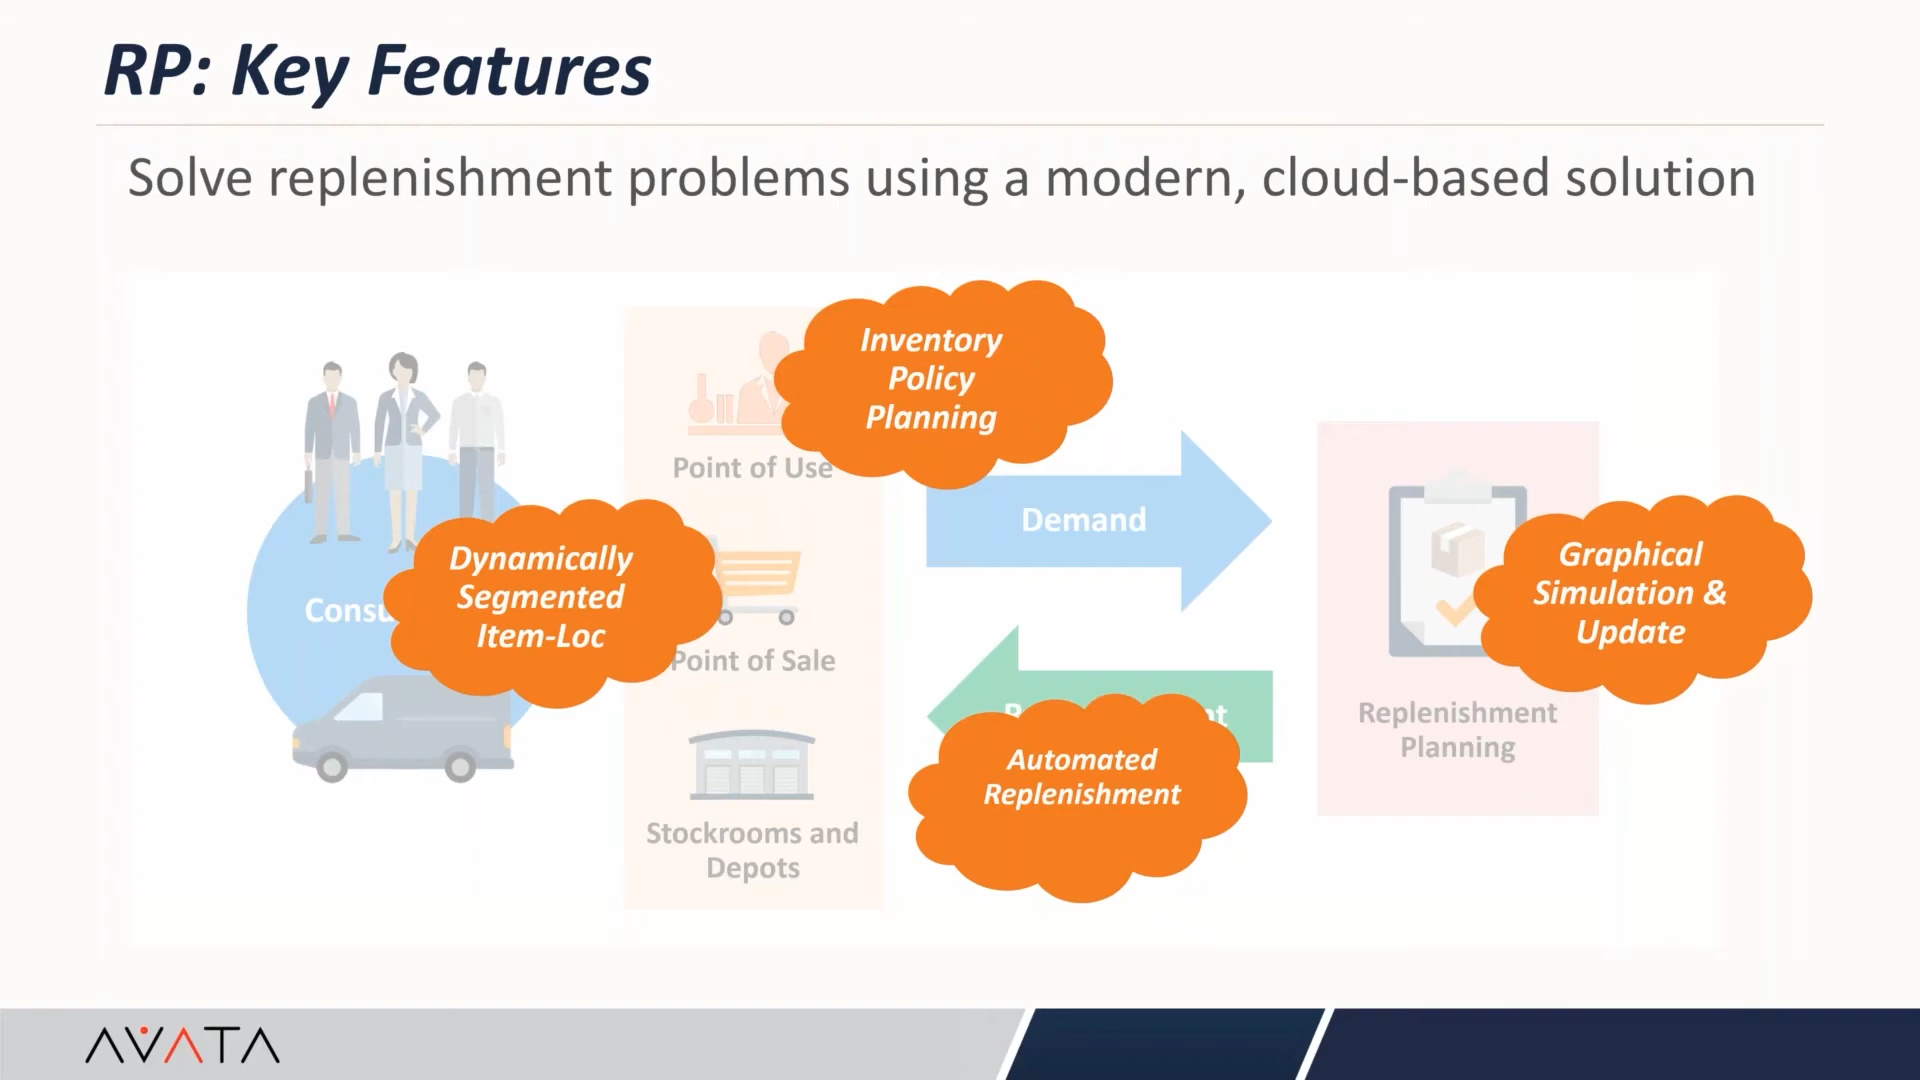 RP: Key Features
Solve replenishment problems using a modern, cloud-based solution
Inventory
Policy
Planning
Point of Use
Demand
Dynamically
Segmented
Item-Loc
Point of Sale
Graphical
Simulation &
Update
Replenishment
Planning
Automated
Replenishment
Stockrooms and
Depots
AVATA